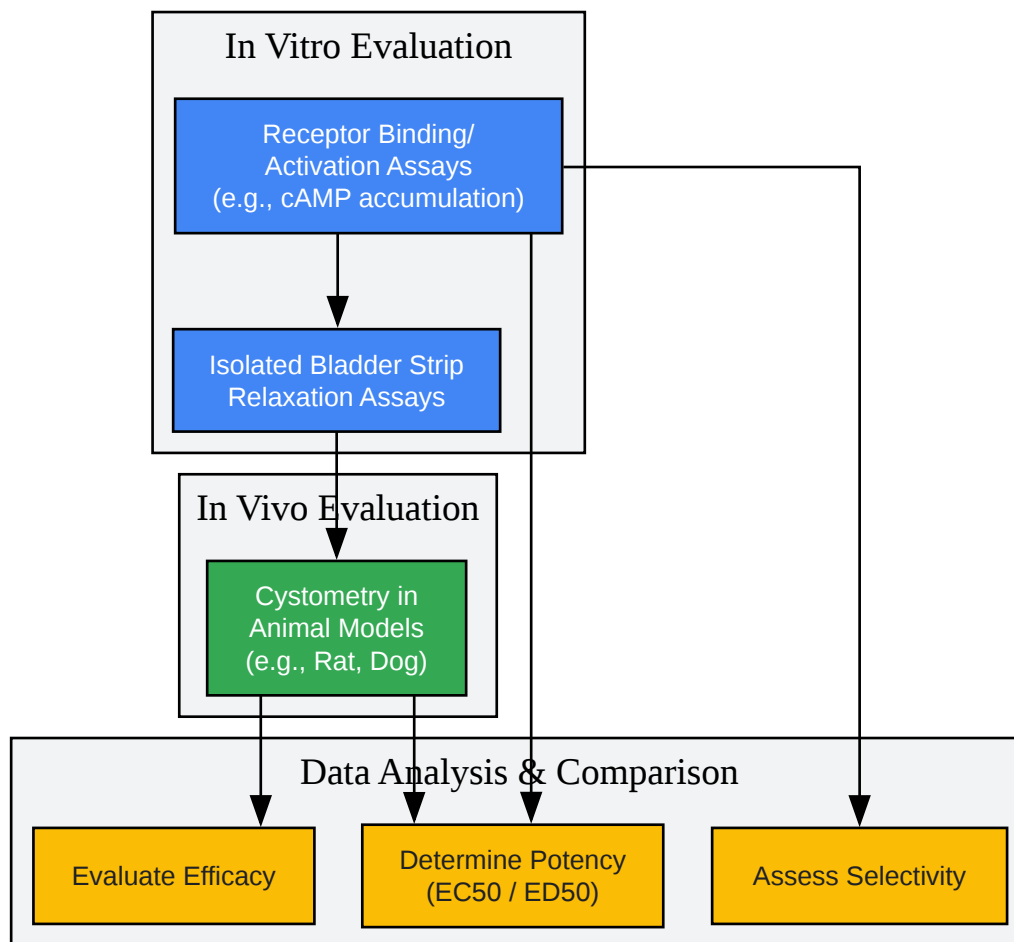 In Vitro Evaluation
Receptor Binding/
Activation Assays
(e.g., cAMP accumulation)
Isolated Bladder Strip
Relaxation Assays
In Vivo Evaluation
Cystometry in
Animal Models
(e.g., Rat, Dog)
Data Analysis & Comparison
Evaluate Efficacy
Determine Potency
(EC50 / ED50)
Assess Selectivity